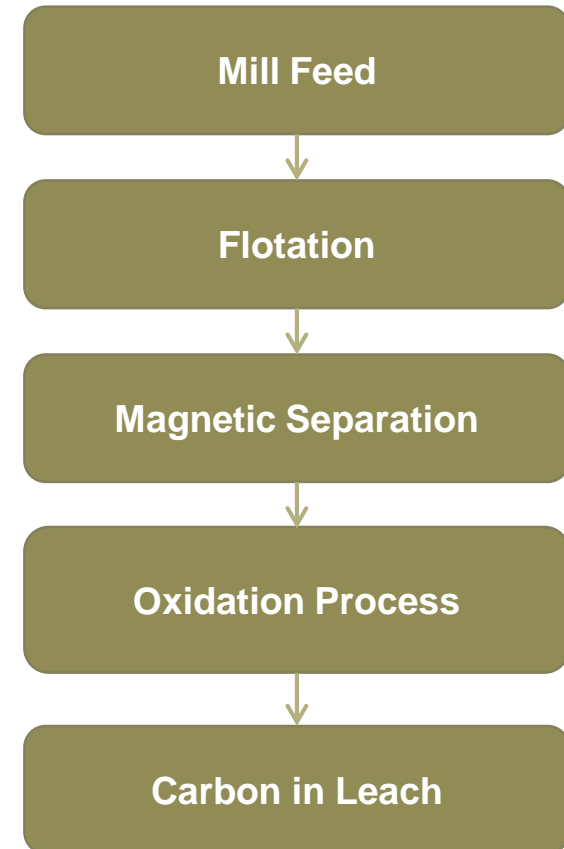 Mill Feed
Flotation
Magnetic Separation
Oxidation Process
Carbon in Leach